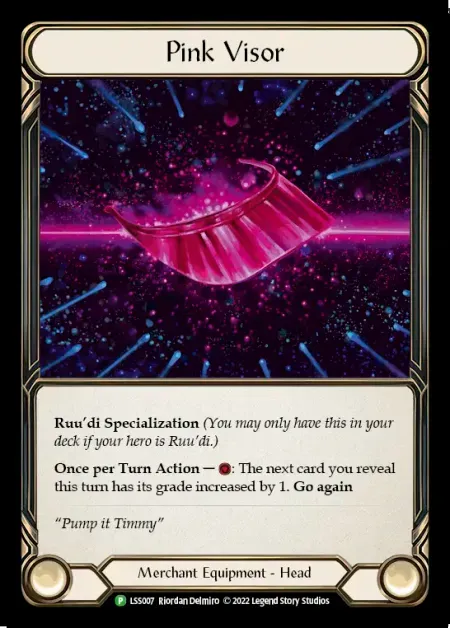 Pink Visor
Ruu'di Specialization (You may only have this in your
deck if your hero is Ruu'di.)
Once per Turn Action — : The next card you reveal
this turn has its grade increased by 1. Go again
"Pump it Timmy"
Merchant Equipment - Head
P LSS007 Riordan Delmiro © 2022 Legend Story Studios